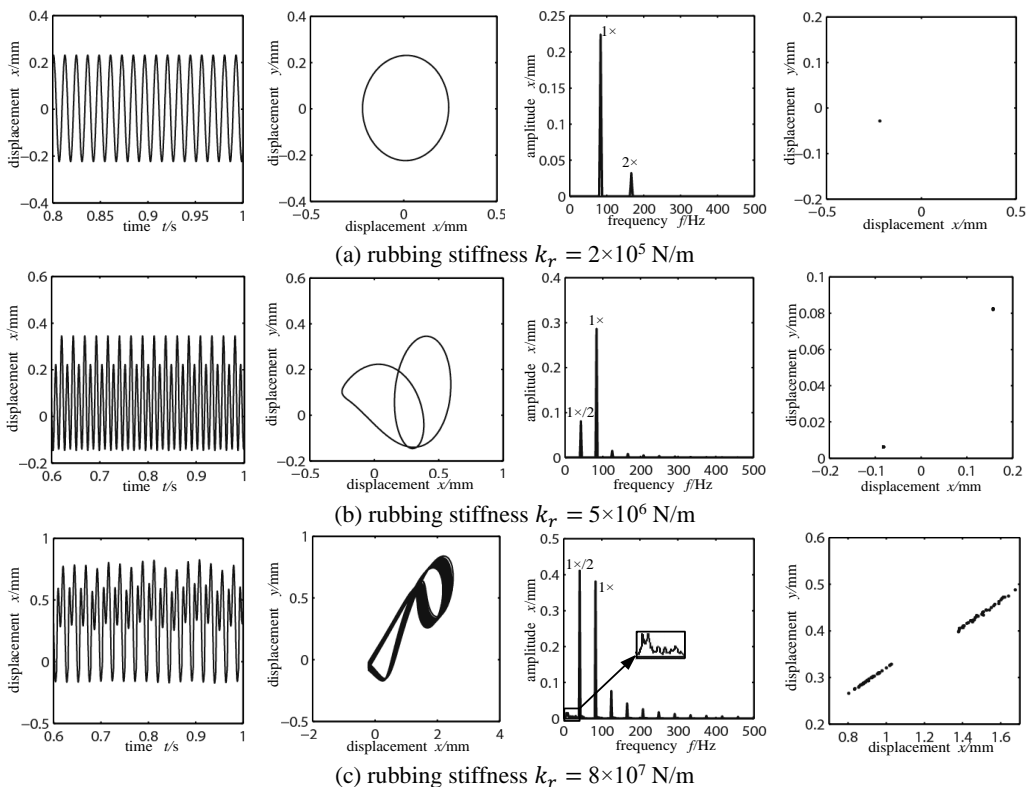 0.4
0.2
0
−0.2
−0.4
0.8 0.85 0.9 0.95 1
displacement x/mm
time t/s
0.4
0.2
0
−0.2
−0.4
−0.5 0 0.5
displacement y/mm
displacement x/mm
0.25
0.2
0.15
0.1
0.05
0
0 100 200 300 400 500
amplitude x/mm
frequency f/Hz
1×
2×
0.2
0.1
0
−0.1
−0.2
−0.5 0 0.5
displacement y/mm
displacement x/mm
(a) rubbing stiffness kr = 2×10⁵ N/m
0.6
0.4
0.2
0
−0.2
0.6 0.7 0.8 0.9 1
displacement x/mm
time t/s
0.6
0.4
0.2
0
−0.2
−0.5 0 0.5 1
displacement y/mm
displacement x/mm
0.4
0.3
0.2
0.1
0
0 100 200 300 400 500
amplitude x/mm
frequency f/Hz
1×
1×/2
0.1
0.08
0.06
0.04
0.02
0
−0.2 −0.1 0 0.1 0.2
displacement y/mm
displacement x/mm
(b) rubbing stiffness kr = 5×10⁶ N/m
1
0.5
0
−0.5
0.6 0.7 0.8 0.9 1
displacement x/mm
time t/s
1
0.5
0
−0.5
−2 0 2 4
displacement y/mm
displacement x/mm
0.5
0.4
0.3
0.2
0.1
0
0 100 200 300 400 500
amplitude x/mm
frequency f/Hz
1×/2
1×
0.6
0.5
0.4
0.3
0.2
0.8 1 1.2 1.4 1.6
displacement y/mm
displacement x/mm
(c) rubbing stiffness kr = 8×10⁷ N/m